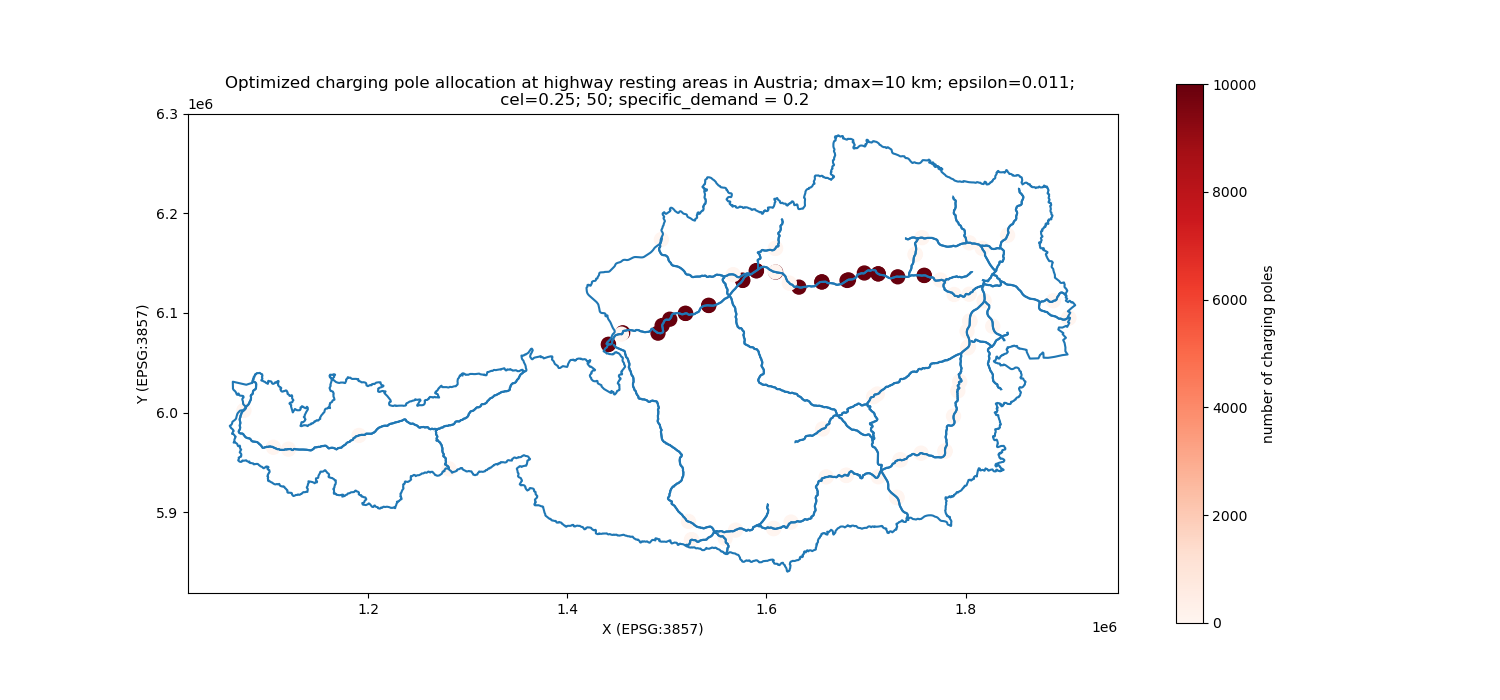 Optimized charging pole allocation at highway resting areas in Austria; dmax=10 km; epsilon=0.011;
cel=0.25; 50; specific_demand = 0.2
1e6
6.3
6.2
6.1
6.0
5.9
Y (EPSG:3857)
1.2
1.4
1.6
1.8
X (EPSG:3857)
1e6
10000
8000
6000
4000
2000
0
number of charging poles